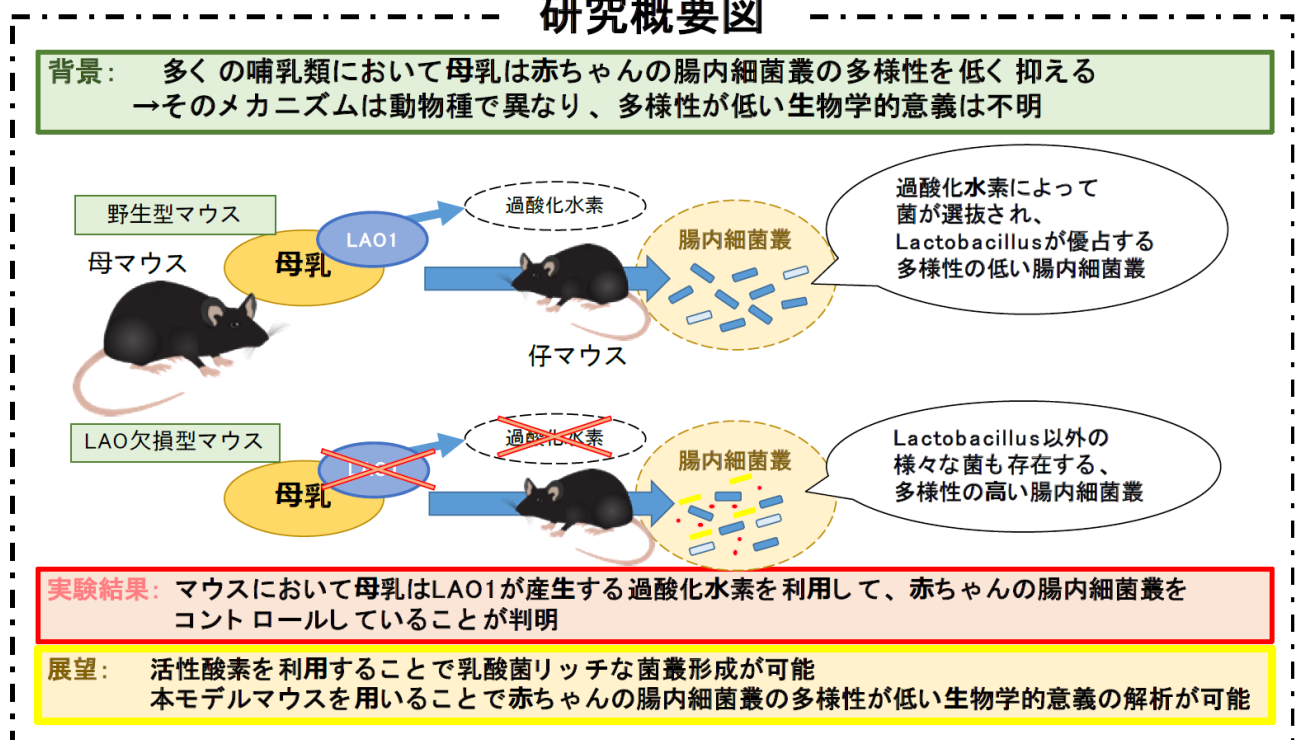 研究概要図
背景： 多くの哺乳類において母乳は赤ちゃんの腸内細菌叢の多様性を低く抑える
→そのメカニズムは動物種で異なり、多様性が低い生物学的意義は不明
野生型マウス
母マウス
母乳
LAO1
過酸化水素
仔マウス
腸内細菌叢
過酸化水素によって
菌が選抜され、
Lactobacillusが優占する
多様性の低い腸内細菌叢
LAO欠損型マウス
母乳
LAO1
過酸化水素
腸内細菌叢
Lactobacillus以外の
様々な菌も存在する、
多様性の高い腸内細菌叢
実験結果： マウスにおいて母乳はLAO1が産生する過酸化水素を利用して、赤ちゃんの腸内細菌叢を
コントロールしていることが判明
展望： 活性酸素を利用することで乳酸菌リッチな菌叢形成が可能
本モデルマウスを用いることで赤ちゃんの腸内細菌叢の多様性が低い生物学的意義の解析が可能